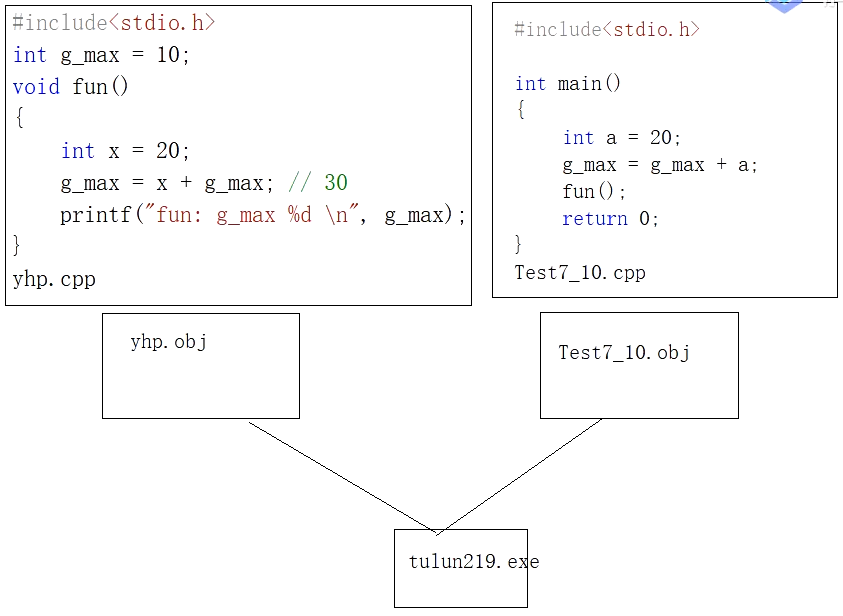 #include<stdio.h>
int g_max = 10;
void fun()
{
    int x = 20;
    g_max = x + g_max; // 30
    printf("fun: g_max %d \n", g_max);
}
yhp.cpp
#include<stdio.h>
int main()
{
    int a = 20;
    g_max = g_max + a;
    fun();
    return 0;
}
Test7_10.cpp
yhp.obj
Test7_10.obj
tulun219.exe